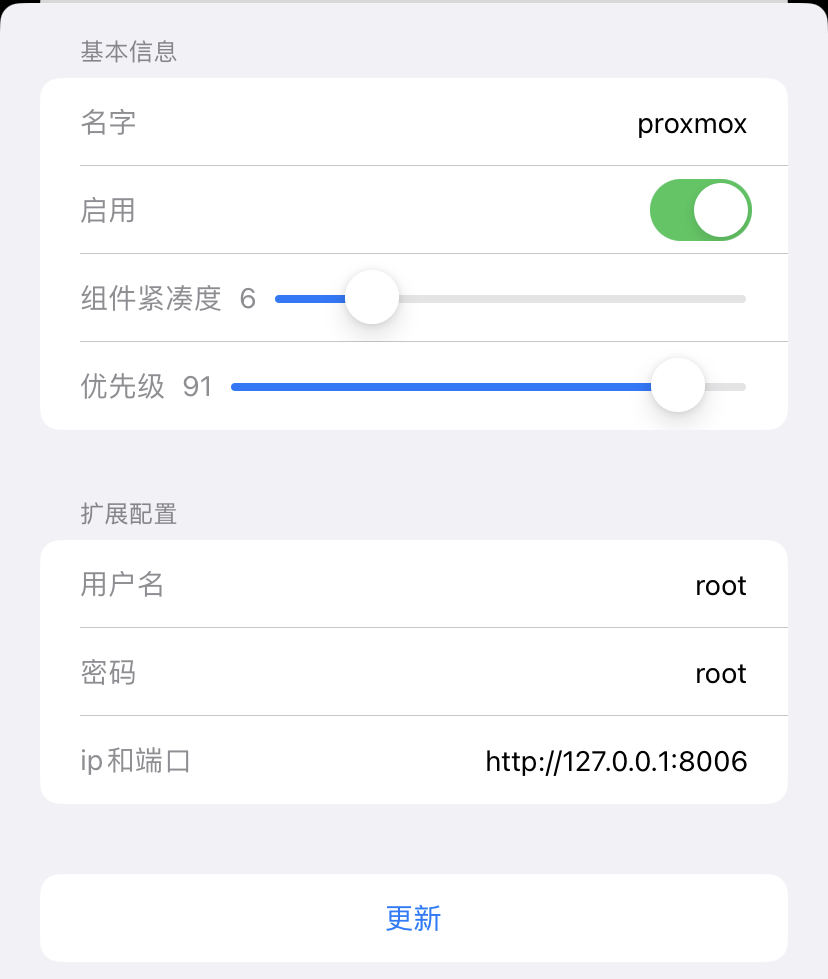 基本信息
名字 proxmox
启用
组件紧凑度 6
优先级 91
扩展配置
用户名 root
密码 root
ip和端口 http://127.0.0.1:8006
更新